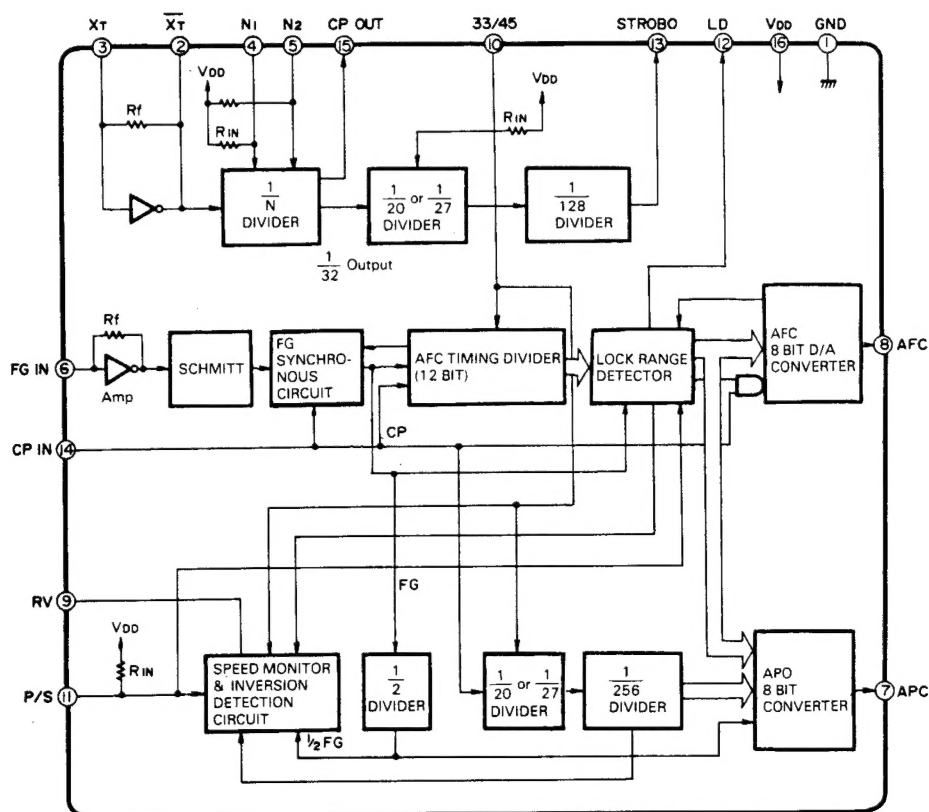 XT X̅T̅ N1 N2 CP OUT 33/45 STROBO LD VDD GND
3 2 4 5 15 10 13 12 16 1
VDD
VDD
Rf
RIN
RIN
1/N DIVIDER
1/20 or 1/27 DIVIDER
1/128 DIVIDER
1/32 Output
Rf
FG IN 6
Amp
SCHMITT
FG
SYNCHRO-
NOUS
CIRCUIT
AFC TIMING DIVIDER
(12 BIT)
LOCK RANGE
DETECTOR
AFC
8 BIT D/A
CONVERTER
8 AFC
CP
CP IN 14
FG
RV 9
VDD
RIN
P/S 11
SPEED MONITOR
& INVERSION
DETECTION
CIRCUIT
1/2
DIVIDER
1/20 or 1/27
DIVIDER
1/256
DIVIDER
APO
8 BIT
CONVERTER
7 APC
1/2 FG